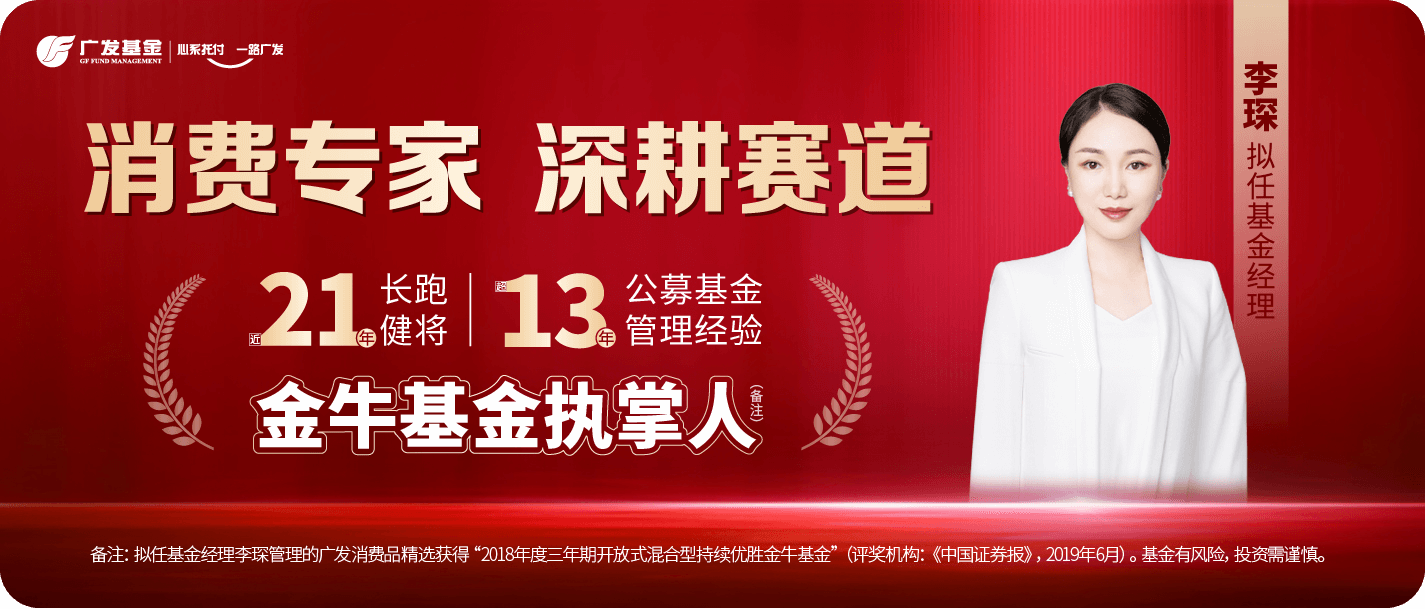 广发基金
GF FUND MANAGEMENT
心系托付 一路广发
消费专家 深耕赛道
近21年
长跑
健将
超13年
公募基金
管理经验
金牛基金执掌人(备注)
李琛 拟任基金经理
备注: 拟任基金经理李琛管理的广发消费品精选获得“2018年度三年期开放式混合型持续优胜金牛基金”(评奖机构:《中国证券报》, 2019年6月)。基金有风险, 投资需谨慎。